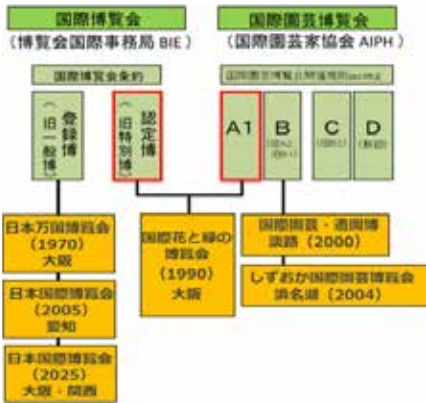 国際博覧会
(博覧会国際事務局 BIE)
国際園芸博覧会
(国際園芸家協会 AIPH)
国際博覧会条約
登録博
(旧一般博)
認定博
(旧特別博)
A1
B
C
D
日本万国博覧会
(1970)
大阪
日本国際博覧会
(2005)
愛知
日本国際博覧会
(2025)
大阪・関西
国際花と緑の
博覧会
(1990)
大阪
国際園芸・造園博
淡路(2000)
しずおか国際園芸博覧会
浜名湖(2004)